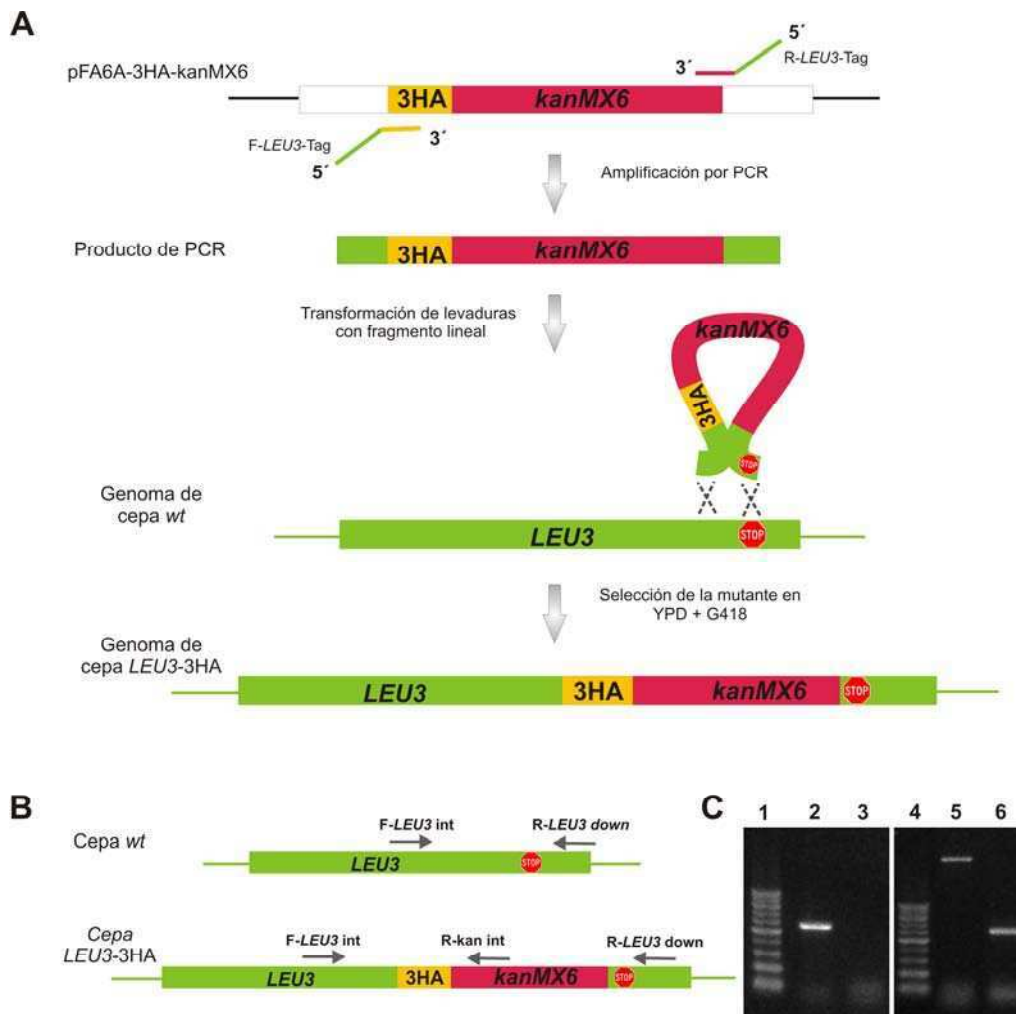 A
pFA6A-3HA-kanMX6
5´
R-LEU3-Tag
3´
3HA
kanMX6
F-LEU3-Tag
3´
5´
Amplificación por PCR
Producto de PCR
3HA
kanMX6
Transformación de levaduras
con fragmento lineal
kanMX6
3HA
STOP
Genoma de
cepa wt
LEU3
STOP
Selección de la mutante en
YPD + G418
Genoma de
cepa LEU3-3HA
LEU3
3HA
kanMX6
STOP
B
Cepa wt
F-LEU3 int
R-LEU3 down
LEU3
STOP
Cepa
LEU3-3HA
F-LEU3 int
R-kan int
R-LEU3 down
LEU3
3HA
kanMX6
STOP
C
1 2 3 4 5 6